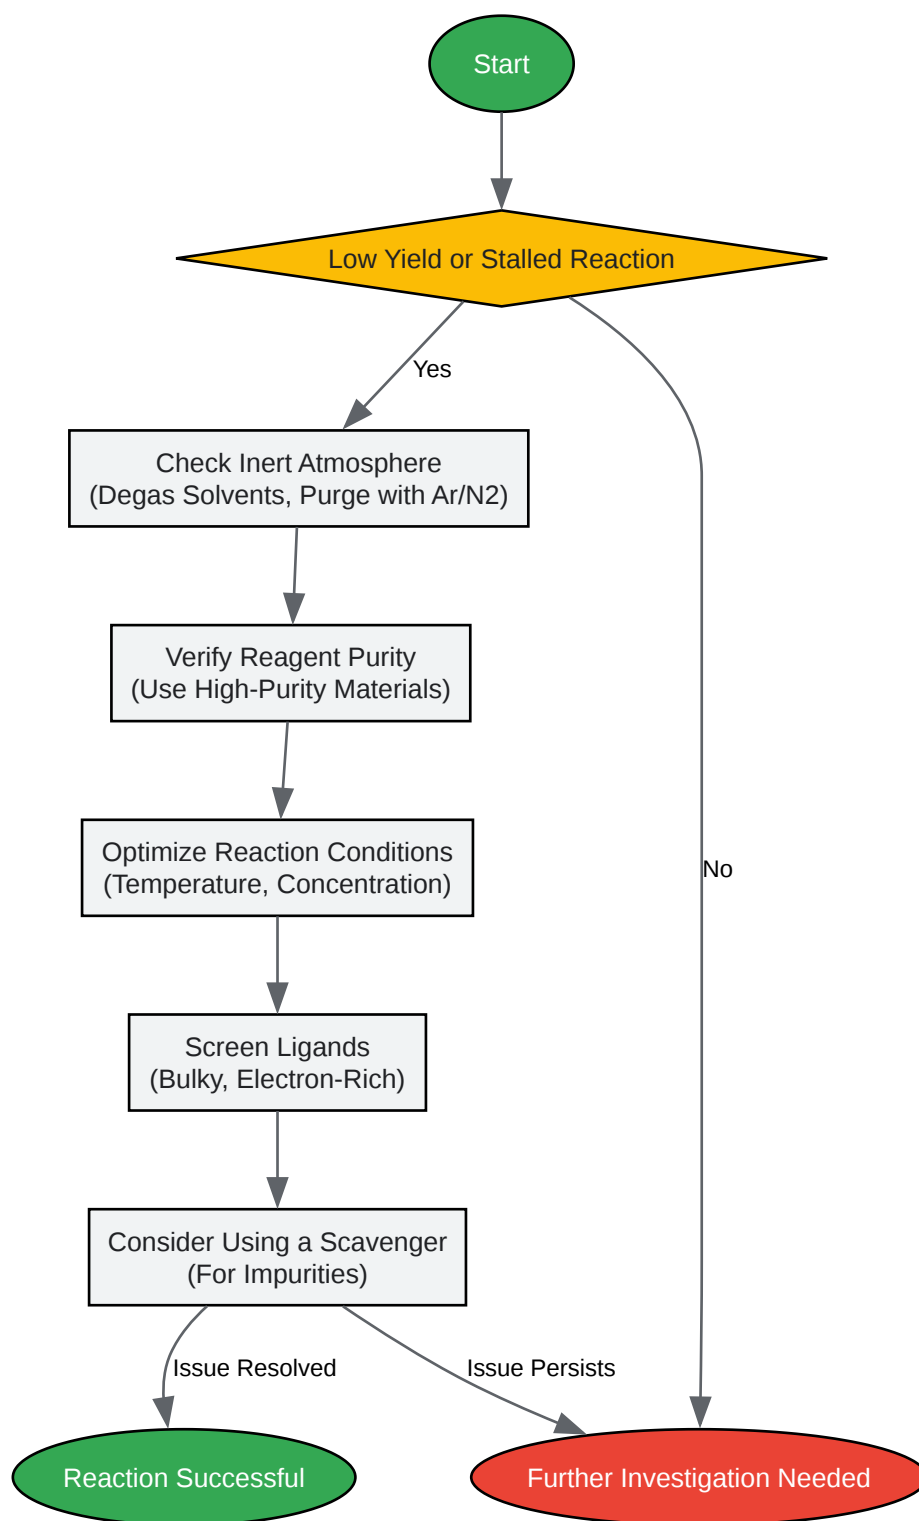 Start
Low Yield or Stalled Reaction
Yes
Check Inert Atmosphere
(Degas Solvents, Purge with Ar/N2)
Verify Reagent Purity
(Use High-Purity Materials)
Optimize Reaction Conditions
(Temperature, Concentration)
No
Screen Ligands
(Bulky, Electron-Rich)
Consider Using a Scavenger
(For Impurities)
Issue Resolved
Issue Persists
Reaction Successful
Further Investigation Needed